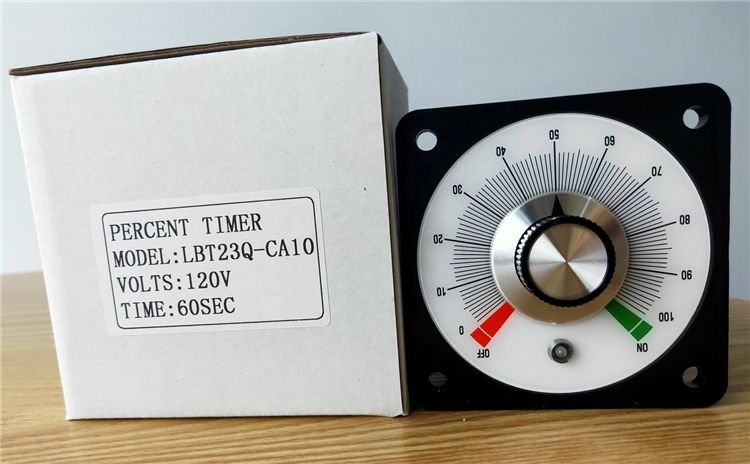 PERCENT TIMER
MODEL:LBT23Q-CA10
VOLTS:120V
TIME:60SEC
0
10
20
30
40
50
60
70
80
90
100
OFF
ON